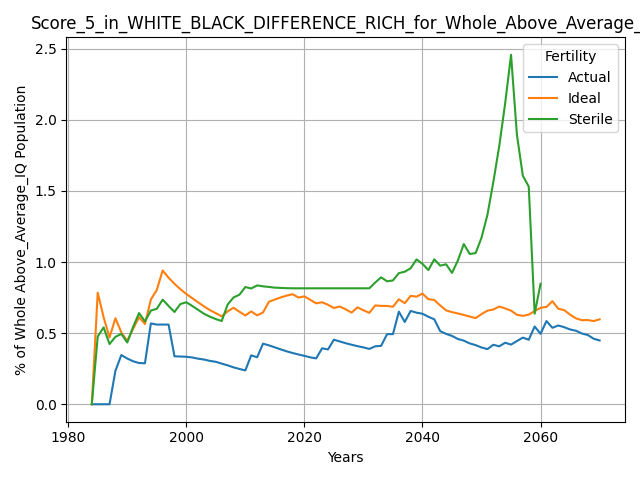 Score_5_in_WHITE_BLACK_DIFFERENCE_RICH_for_Whole_Above_Average_
Fertility
Actual
Ideal
Sterile
% of Whole Above_Average_IQ Population
2.5
2.0
1.5
1.0
0.5
0.0
1980 2000 2020 2040 2060
Years